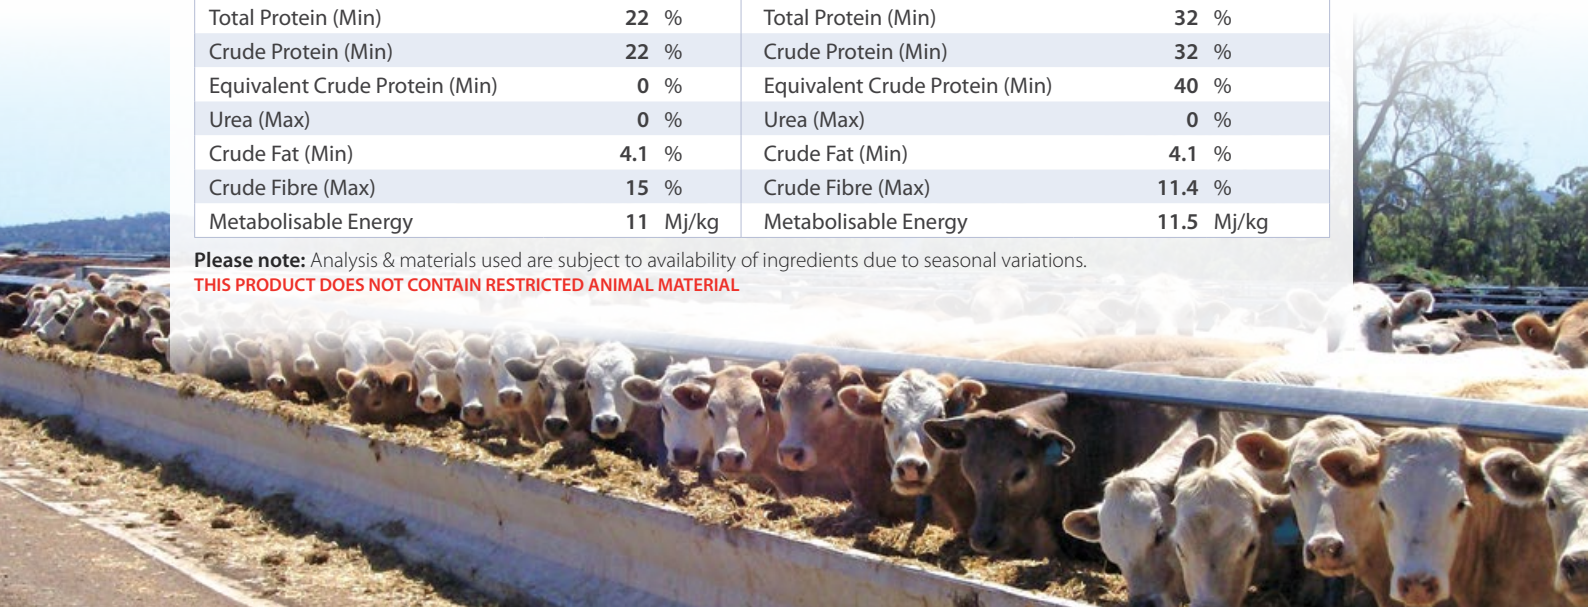 Total Protein (Min) 22 % Total Protein (Min) 32 %
Crude Protein (Min) 22 % Crude Protein (Min) 32 %
Equivalent Crude Protein (Min) 0 % Equivalent Crude Protein (Min) 40 %
Urea (Max) 0 % Urea (Max) 0 %
Crude Fat (Min) 4.1 % Crude Fat (Min) 4.1 %
Crude Fibre (Max) 15 % Crude Fibre (Max) 11.4 %
Metabolisable Energy 11 Mj/kg Metabolisable Energy 11.5 Mj/kg
Please note: Analysis & materials used are subject to availability of ingredients due to seasonal variations.
THIS PRODUCT DOES NOT CONTAIN RESTRICTED ANIMAL MATERIAL